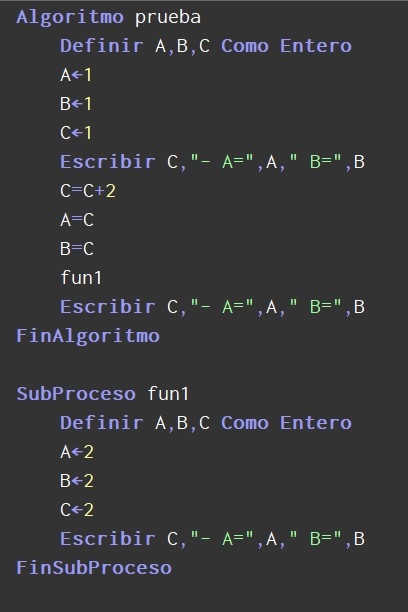 Algoritmo prueba
Definir A,B,C Como Entero
A←1
B←1
C←1
Escribir C,"- A=",A," B=",B
C=C+2
A=C
B=C
fun1
Escribir C,"- A=",A," B=",B
FinAlgoritmo
SubProceso fun1
Definir A,B,C Como Entero
A←2
B←2
C←2
Escribir C,"- A=",A," B=",B
FinSubProceso